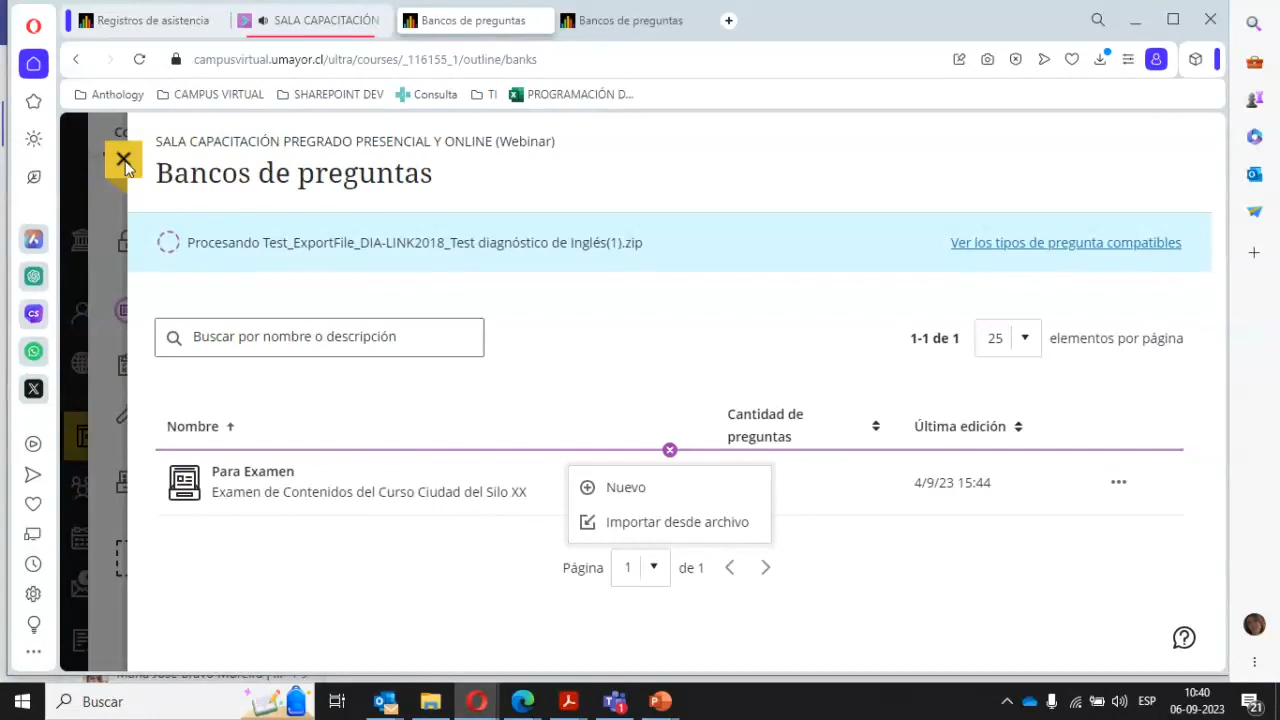 Registros de asistencia
SALA CAPACITACIÓN
Bancos de preguntas
Bancos de preguntas
campusvirtual.umayor.cl/ultra/courses/_116155_1/outline/banks
Anthology
CAMPUS VIRTUAL
SHAREPOINT DEV
Consulta
TI
PROGRAMACIÓN D...
SALA CAPACITACIÓN PREGRADO PRESENCIAL Y ONLINE (Webinar)
Bancos de preguntas
Procesando Test_ExportFile_DIA-LINK2018_Test diagnóstico de Inglés(1).zip
Ver los tipos de pregunta compatibles
Buscar por nombre o descripción
1-1 de 1
25
elementos por página
Nombre
Cantidad de
preguntas
Última edición
Para Examen
Examen de Contenidos del Curso Ciudad del Silo XX
4/9/23 15:44
Nuevo
Importar desde archivo
Página
1
de 1
Buscar
ESP
10:40
06-09-2023
21